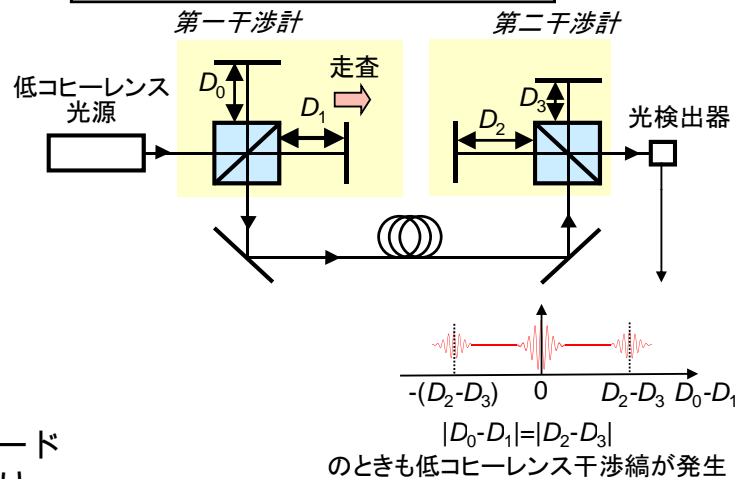 第一干渉計
第二干渉計
低コヒーレンス
光源
D0
走査
D1
D2
D3
光検出器
-(D2-D3)
0
D2-D3
D0-D1
|D0-D1|=|D2-D3|
のときも低コヒーレンス干渉縞が発生
ード